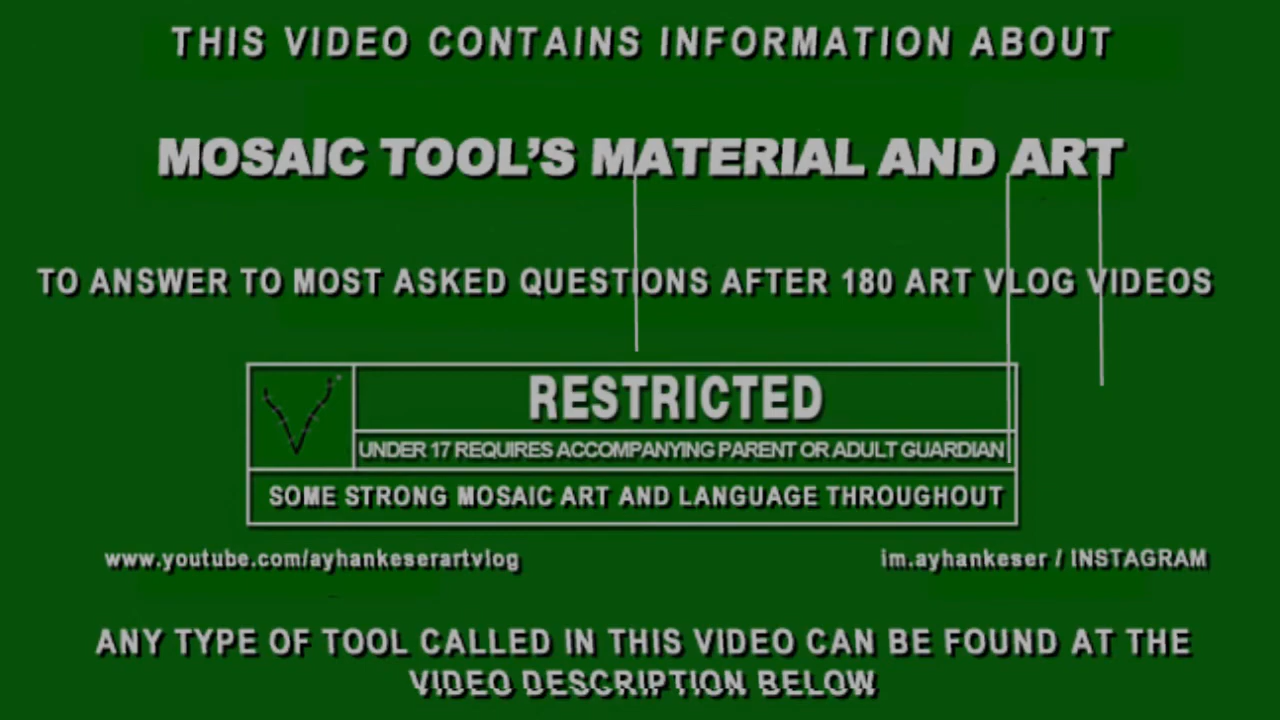 THIS VIDEO CONTAINS INFORMATION ABOUT
MOSAIC TOOL’S MATERIAL AND ART
TO ANSWER TO MOST ASKED QUESTIONS AFTER 180 ART VLOG VIDEOS
RESTRICTED
UNDER 17 REQUIRES ACCOMPANYING PARENT OR ADULT GUARDIAN
SOME STRONG MOSAIC ART AND LANGUAGE THROUGHOUT
www.youtube.com/ayhankeserartvlog
im.ayhankeser / INSTAGRAM
ANY TYPE OF TOOL CALLED IN THIS VIDEO CAN BE FOUND AT THE
VIDEO DESCRIPTION BELOW